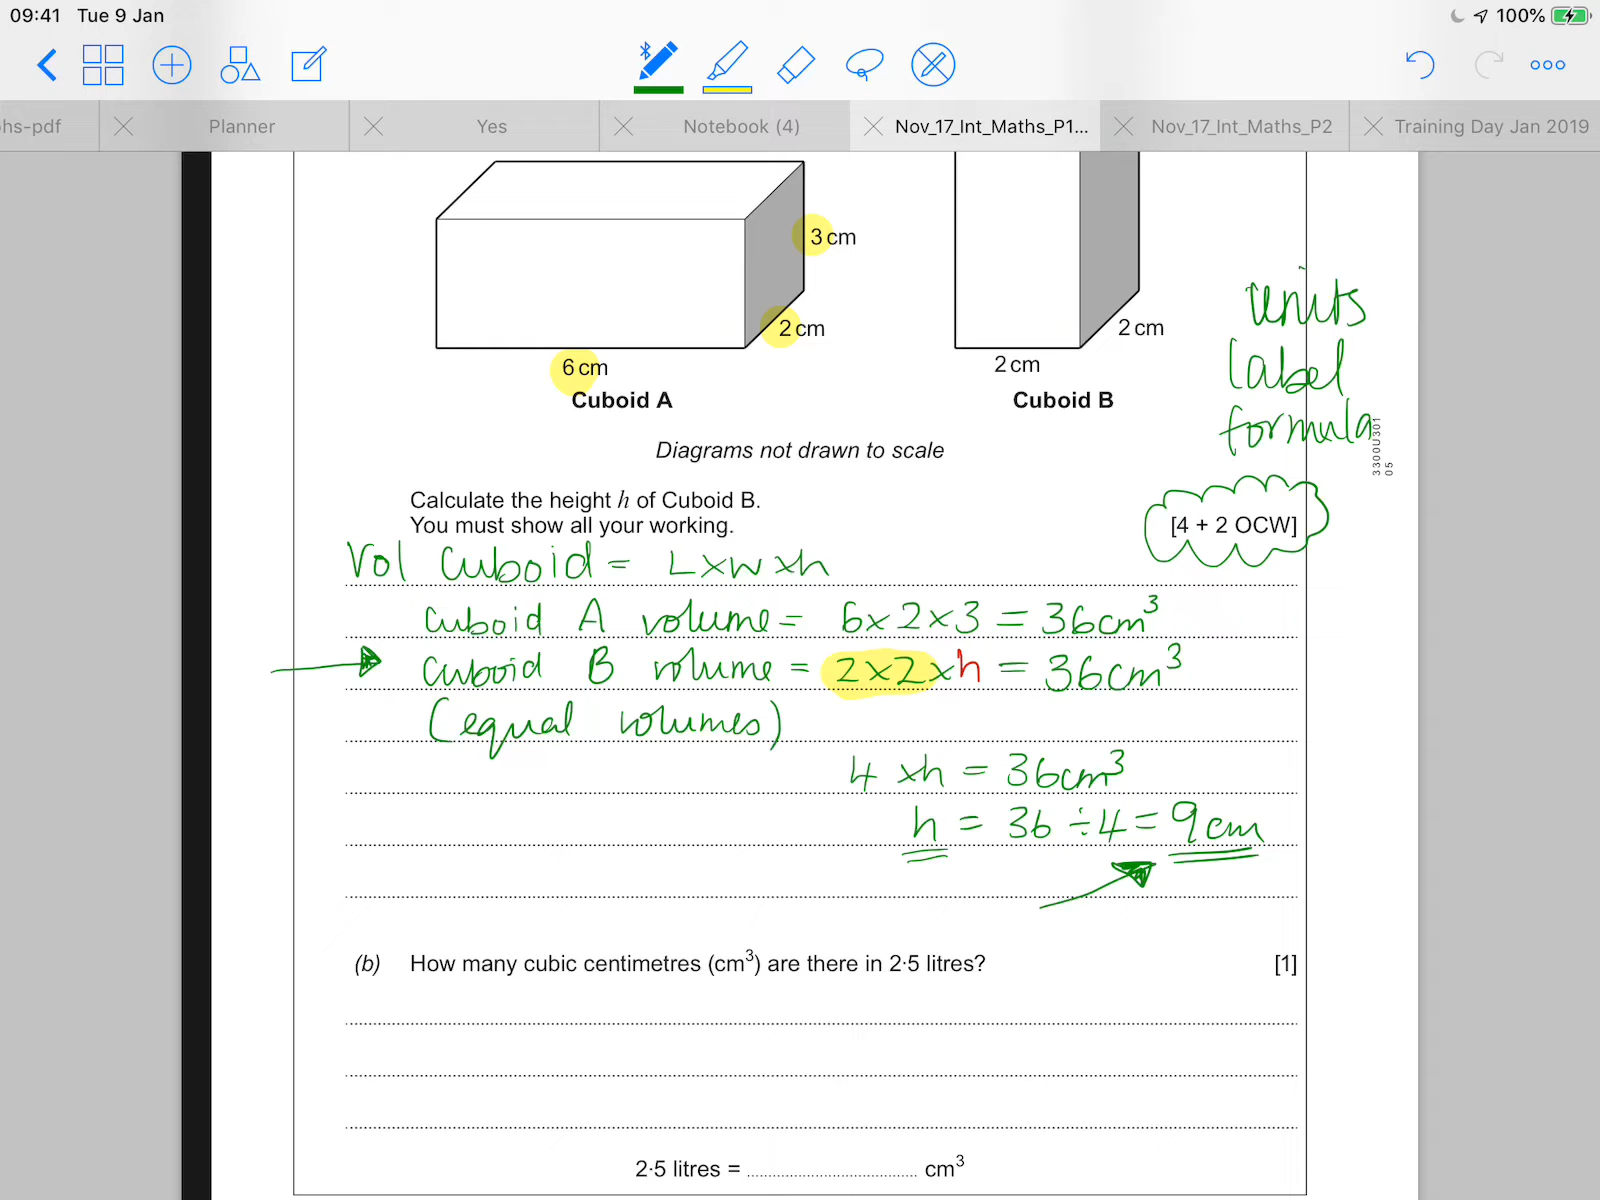 09:41 Tue 9 Jan 100%
hs-pdf Planner Yes Notebook (4) Nov_17_Int_Maths_P1... Nov_17_Int_Maths_P2 Training Day Jan 2019
3 cm
2 cm
6 cm
Cuboid A
2 cm
2 cm
Cuboid B
units
label
formula
3300U301
05
Diagrams not drawn to scale
Calculate the height h of Cuboid B.
You must show all your working.
[4 + 2 OCW]
Vol Cuboid = L×W×h
Cuboid A volume = 6×2×3 = 36cm³
Cuboid B volume = 2×2×h = 36cm³
(equal volumes)
4 ×h = 36cm³
h = 36 ÷4 = 9cm
(b) How many cubic centimetres (cm³) are there in 2·5 litres? [1]
2·5 litres = .................................. cm³